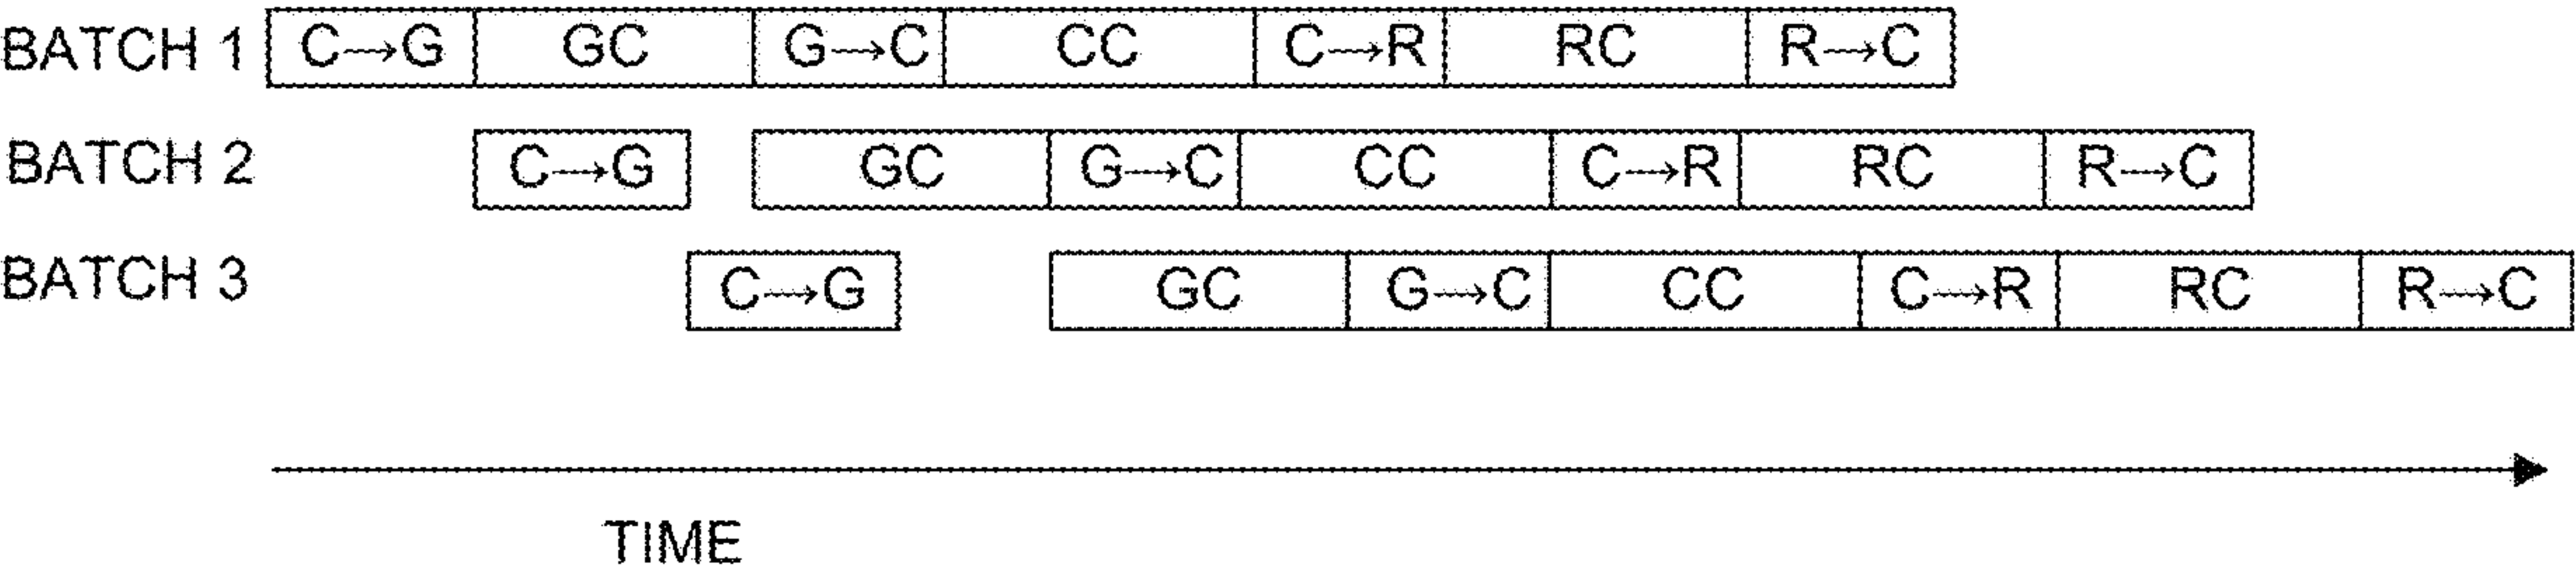 BATCH 1 C→G GC G→C CC C→R RC R→C
BATCH 2 C→G GC G→C CC C→R RC R→C
BATCH 3 C→G GC G→C CC C→R RC R→C
TIME